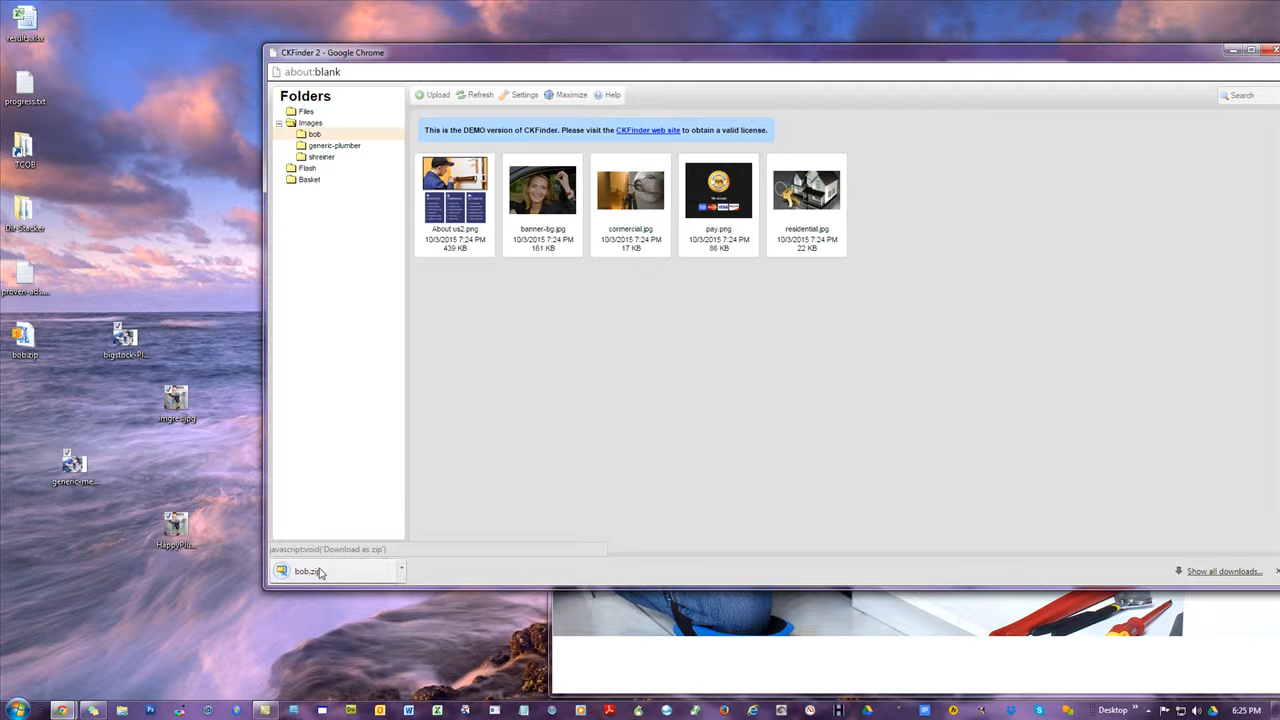 results.xlsx
progress.txt
TCOB
Dir-Stacker
proven-ads...
bob.zip
bigstock-Pl...
imgres.jpg
generic-me...
HappyPlu...
CKFinder 2 - Google Chrome
about:blank
Folders
Files
Images
bob
generic-plumber
shreiner
Flash
Basket
Upload
Refresh
Settings
Maximize
Help
Search
This is the DEMO version of CKFinder. Please visit the CKFinder web site to obtain a valid license.
About us2.png
10/3/2015 7:24 PM
439 KB
banner-bg.jpg
10/3/2015 7:24 PM
161 KB
commercial.jpg
10/3/2015 7:24 PM
17 KB
pay.png
10/3/2015 7:24 PM
86 KB
residential.jpg
10/3/2015 7:24 PM
22 KB
javascript:void('Download as zip')
bob.zip
Show all downloads...
Desktop
6:25 PM